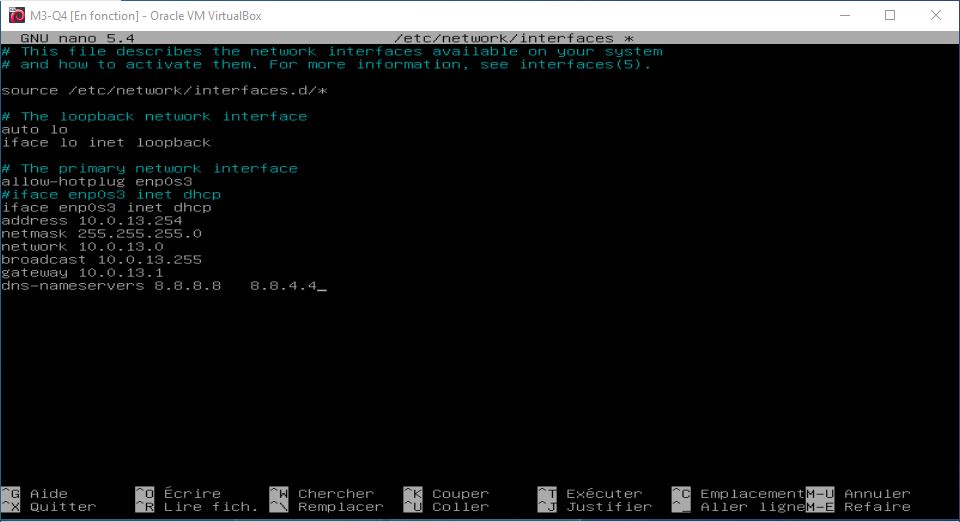 M3-Q4 [En fonction] - Oracle VM VirtualBox
GNU nano 5.4 /etc/network/interfaces *
# This file describes the network interfaces available on your system
# and how to activate them. For more information, see interfaces(5).
source /etc/network/interfaces.d/*
# The loopback network interface
auto lo
iface lo inet loopback
# The primary network interface
allow-hotplug enp0s3
#iface enp0s3 inet dhcp
iface enp0s3 inet dhcp
address 10.0.13.254
netmask 255.255.255.0
network 10.0.13.0
broadcast 10.0.13.255
gateway 10.0.13.1
dns-nameservers 8.8.8.8 8.8.4.4_
^G Aide ^O Écrire ^W Chercher ^K Couper ^T Exécuter ^C Emplacement M-U Annuler
^X Quitter ^R Lire fich. ^\ Remplacer ^U Coller ^J Justifier ^_ Aller ligne M-E Refaire